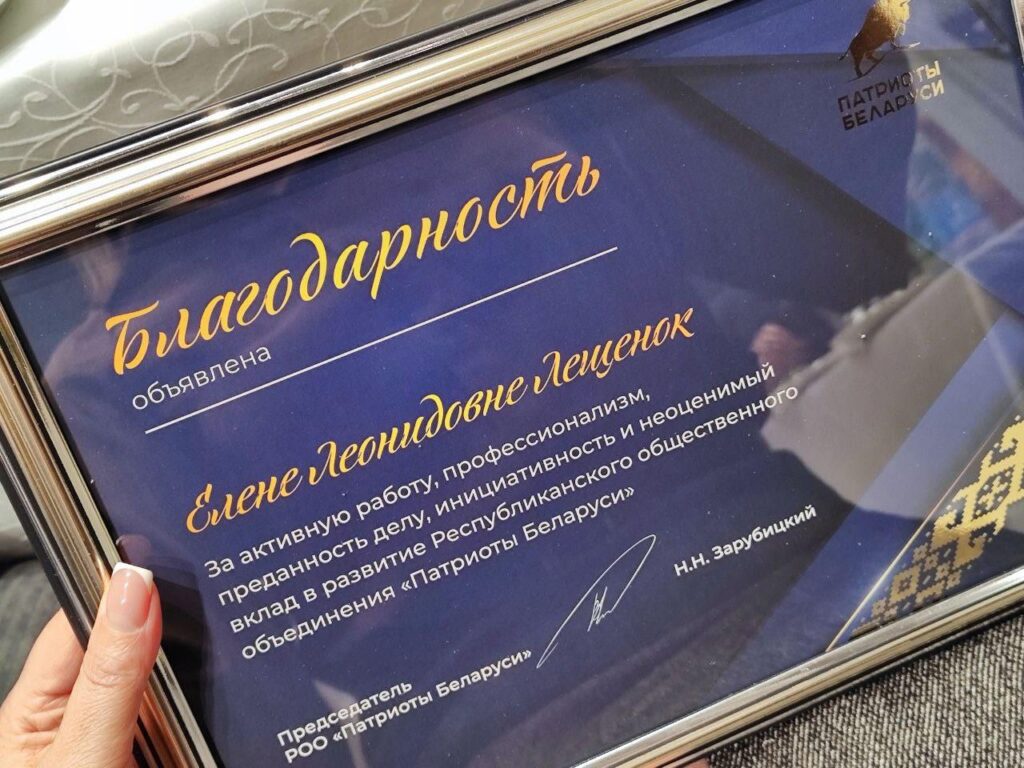 ПАТРИОТЫ
БЕЛАРУСИ
Благодарность
объявлена
Елене Леонидовне Лещенок
За активную работу, профессионализм,
преданность делу, инициативность и неоценимый
вклад в развитие Республиканского общественного
объединения «Патриоты Беларуси»
Председатель
РОО «Патриоты Беларуси»
Н.Н. Зарубицкий